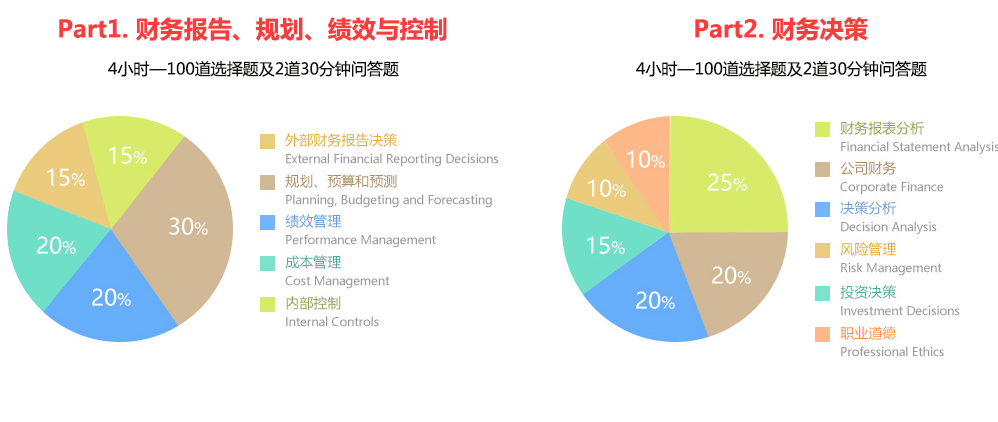 Part1. 财务报告、规划、绩效与控制
4小时—100道选择题及2道30分钟问答题
15%
15%
30%
20%
20%
外部财务报告决策
External Financial Reporting Decisions
规划、预算和预测
Planning, Budgeting and Forecasting
绩效管理
Performance Management
成本管理
Cost Management
内部控制
Internal Controls
Part2. 财务决策
4小时—100道选择题及2道30分钟问答题
10%
25%
10%
15%
20%
20%
财务报表分析
Financial Statement Analysis
公司财务
Corporate Finance
决策分析
Decision Analysis
风险管理
Risk Management
投资决策
Investment Decisions
职业道德
Professional Ethics